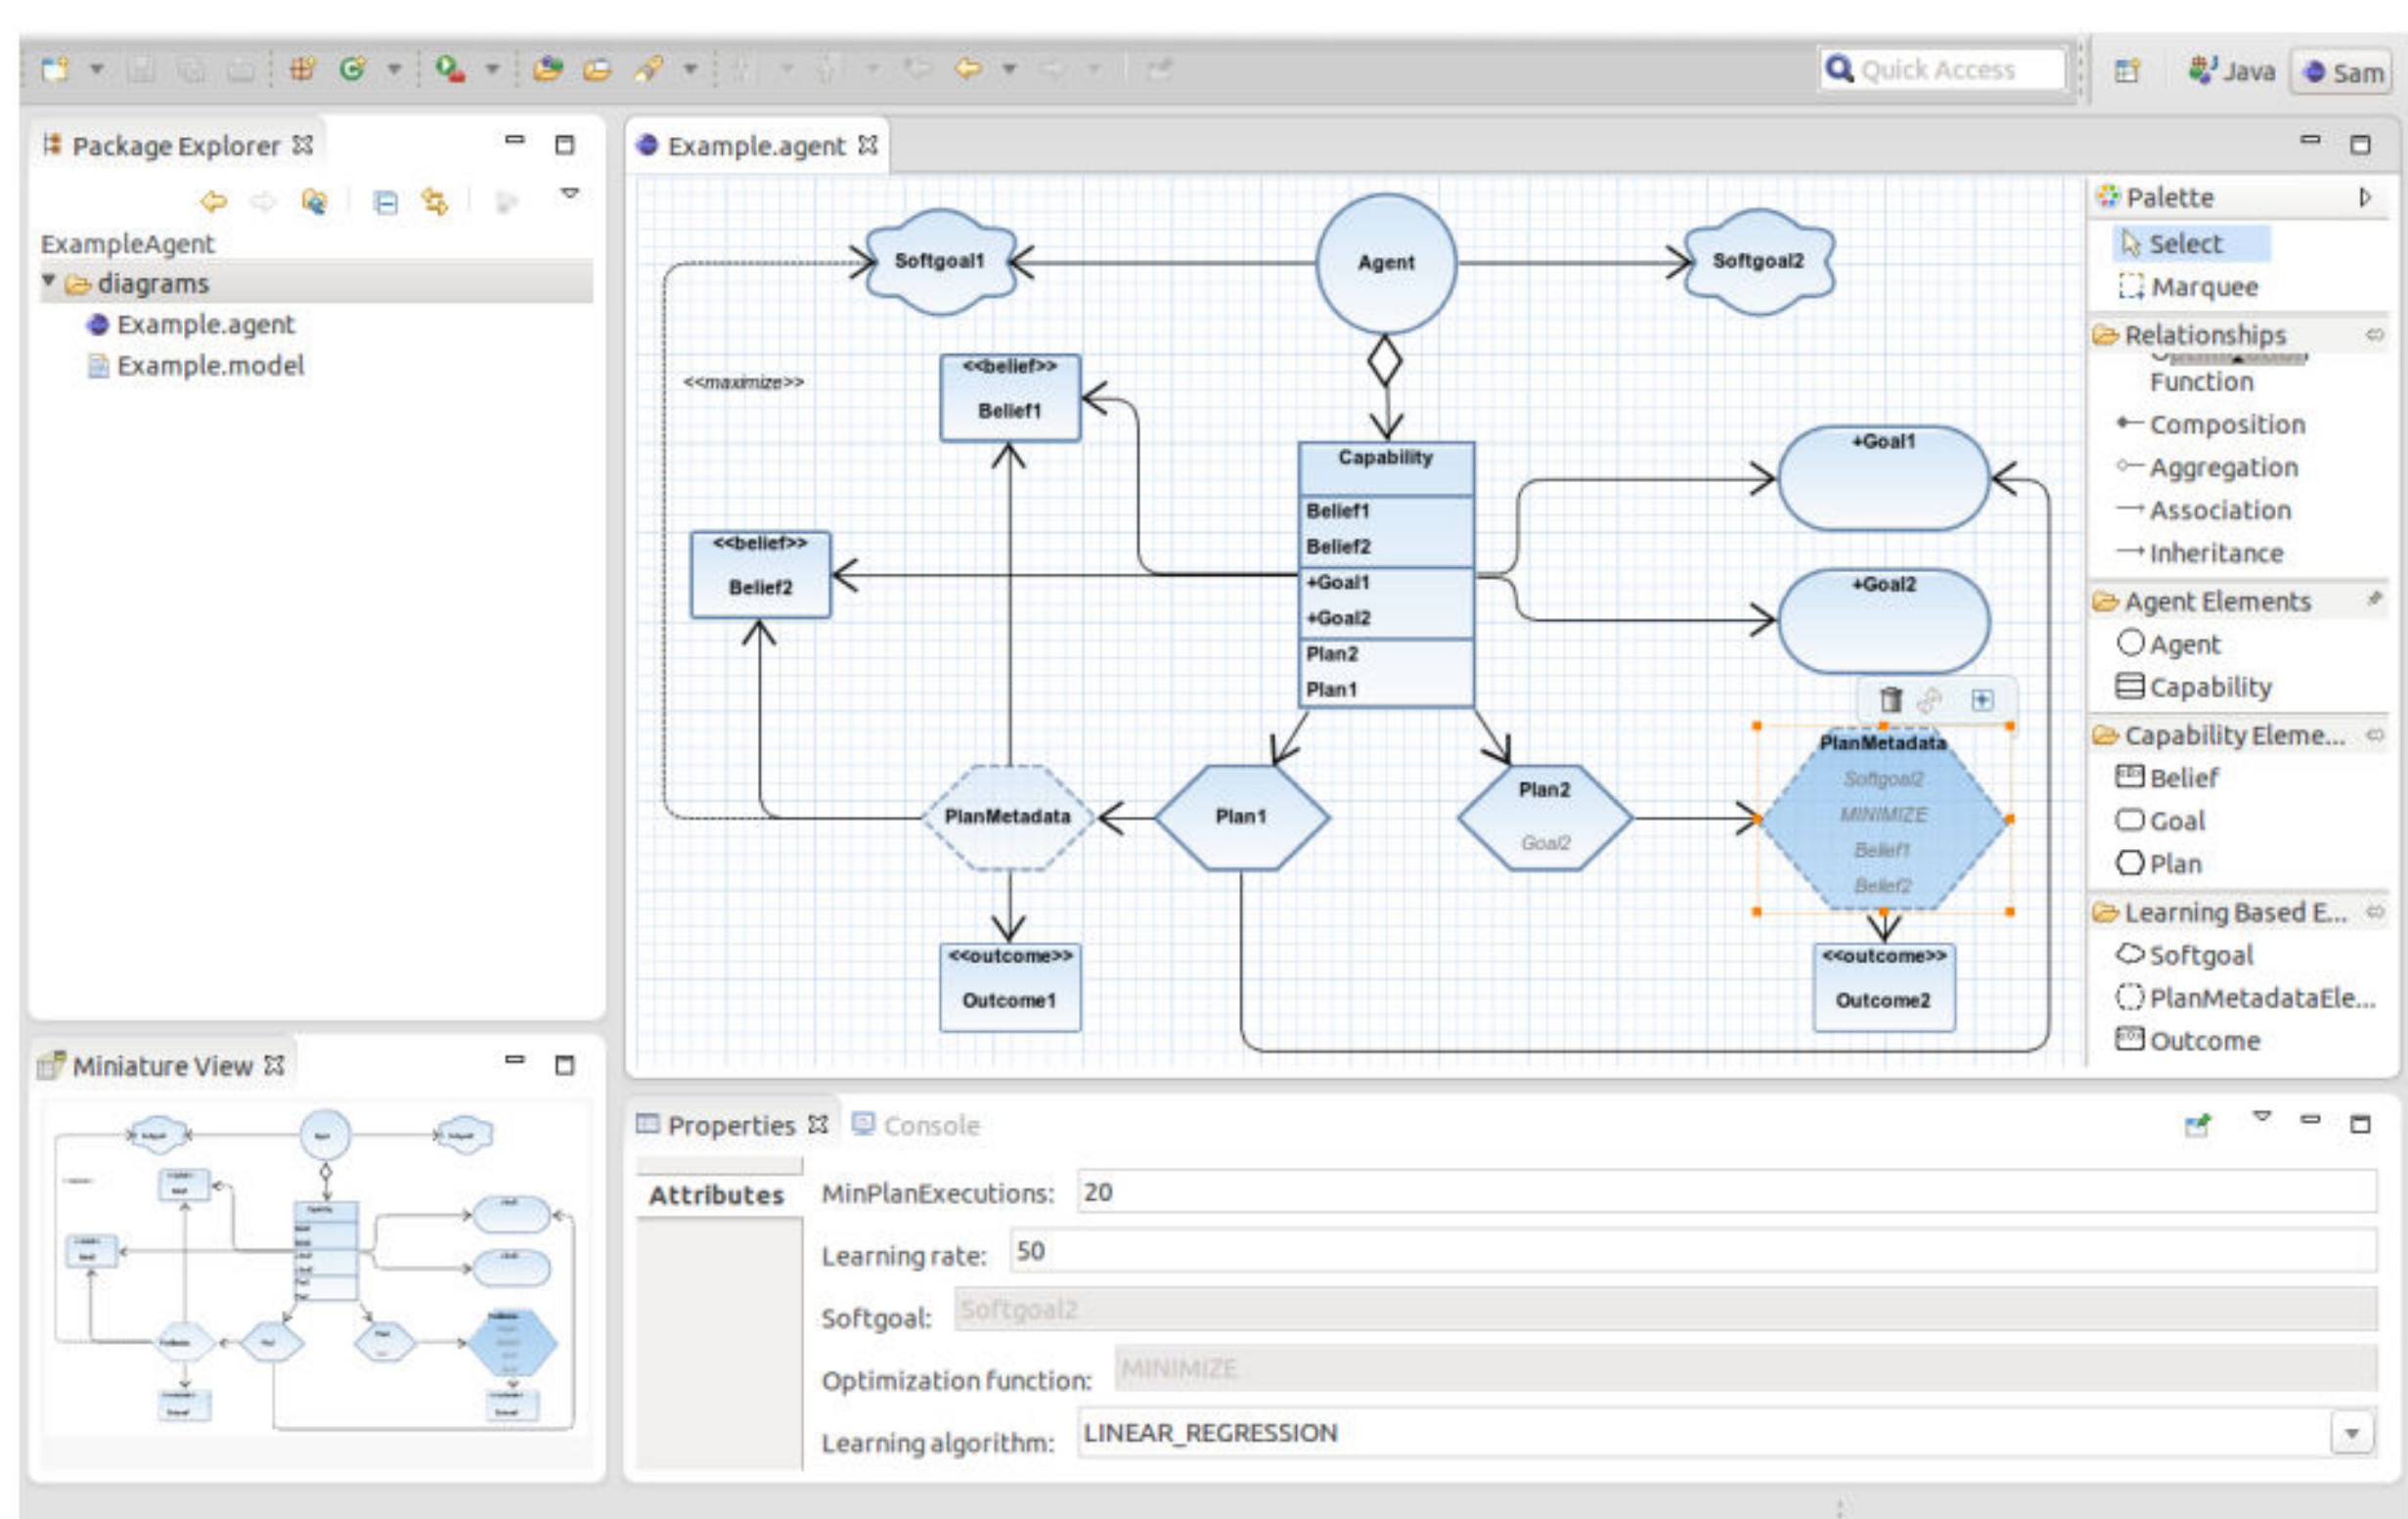 Quick Access
Java
Sam
Package Explorer
ExampleAgent
diagrams
Example.agent
Example.model
Miniature View
Example.agent
Softgoal1
Agent
Softgoal2
<<maximize>>
<<belief>>
Belief1
Capability
Belief1
Belief2
+Goal1
+Goal2
Plan2
Plan1
+Goal1
<<belief>>
Belief2
+Goal2
PlanMetadata
Plan1
Plan2
Goal2
PlanMetadata
Softgoal2
MINIMIZE
Belief1
Belief2
<<outcome>>
Outcome1
<<outcome>>
Outcome2
Palette
Select
Marquee
Relationships
Function
Composition
Aggregation
Association
Inheritance
Agent Elements
Agent
Capability
Capability Eleme...
Belief
Goal
Plan
Learning Based E...
Softgoal
PlanMetadataEle...
Outcome
Properties
Console
Attributes
MinPlanExecutions: 20
Learning rate: 50
Softgoal: Softgoal2
Optimization function: MINIMIZE
Learning algorithm: LINEAR_REGRESSION